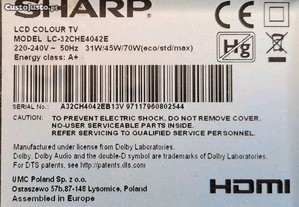 CustoJusto.pt
SHARP
LCD COLOUR TV
MODEL LC-32CHE4042E
220-240V ~ 50Hz 31W/45W/70W(eco/std/max)
Energy class: A+
Hg
SERIAL No.: A32CH4042EB13V 97117960802544
CAUTION: TO PREVENT ELECTRIC SHOCK, DO NOT REMOVE COVER.
NO-USER SERVICEABLE PARTS INSIDE.
REFER SERVICING TO QUALIFIED SERVICE PERSONNEL.
Manufactured under license from Dolby Laboratories.
Dolby, Dolby Audio and the double-D symbol are trademarks of Dolby Laboratories.
For DTS patents, see http://patents.dts.com
UMC Poland Sp. z o.o.
Ostaszewo 57b,87-148 Lysomice, Poland
Assembled in Europe
HDMI